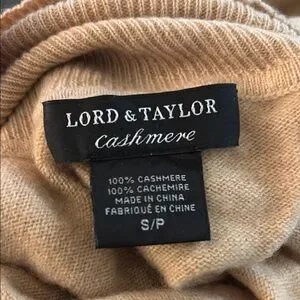 LORD & TAYLOR
cashmere
100% CASHMERE
100% CACHEMIRE
MADE IN CHINA
FABRIQUÉ EN CHINE
S/P